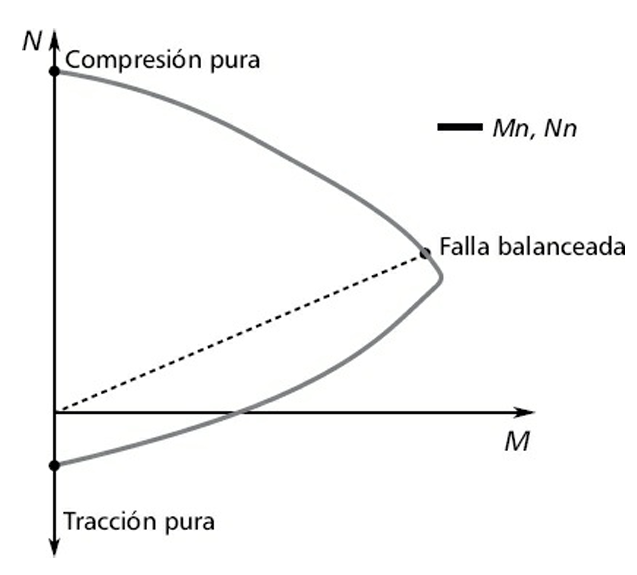 N
Compresión pura
Mn, Nn
Falla balanceada
M
Tracción pura